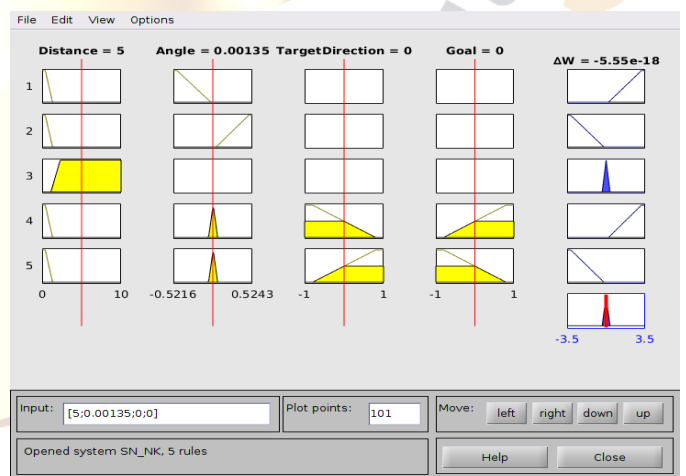 File Edit View Options
Distance = 5 Angle = 0.00135 TargetDirection = 0 Goal = 0
ΔW = -5.55e-18
1
2
3
4
5
0 10 -0.5216 0.5243 -1 1 -1 1
-3.5 3.5
Input: [5;0.00135;0;0] Plot points: 101 Move: left right down up
Opened system SN_NK, 5 rules Help Close